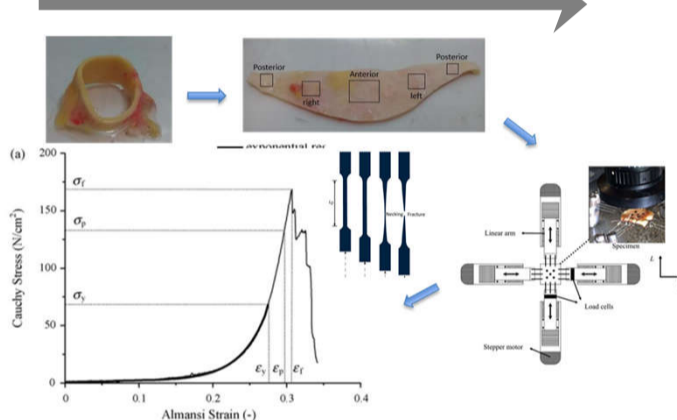 Posterior
Posterior
Anterior
right
left
(a)
200
σf
150
σp
100
σy
50
0
εy εp εf
0
0.1
0.2
0.3
0.4
Cauchy Stress (N/cm²)
Almansi Strain (-)
Necking Fracture
Linear arm
Specimen
L
Load cells
Stepper motor